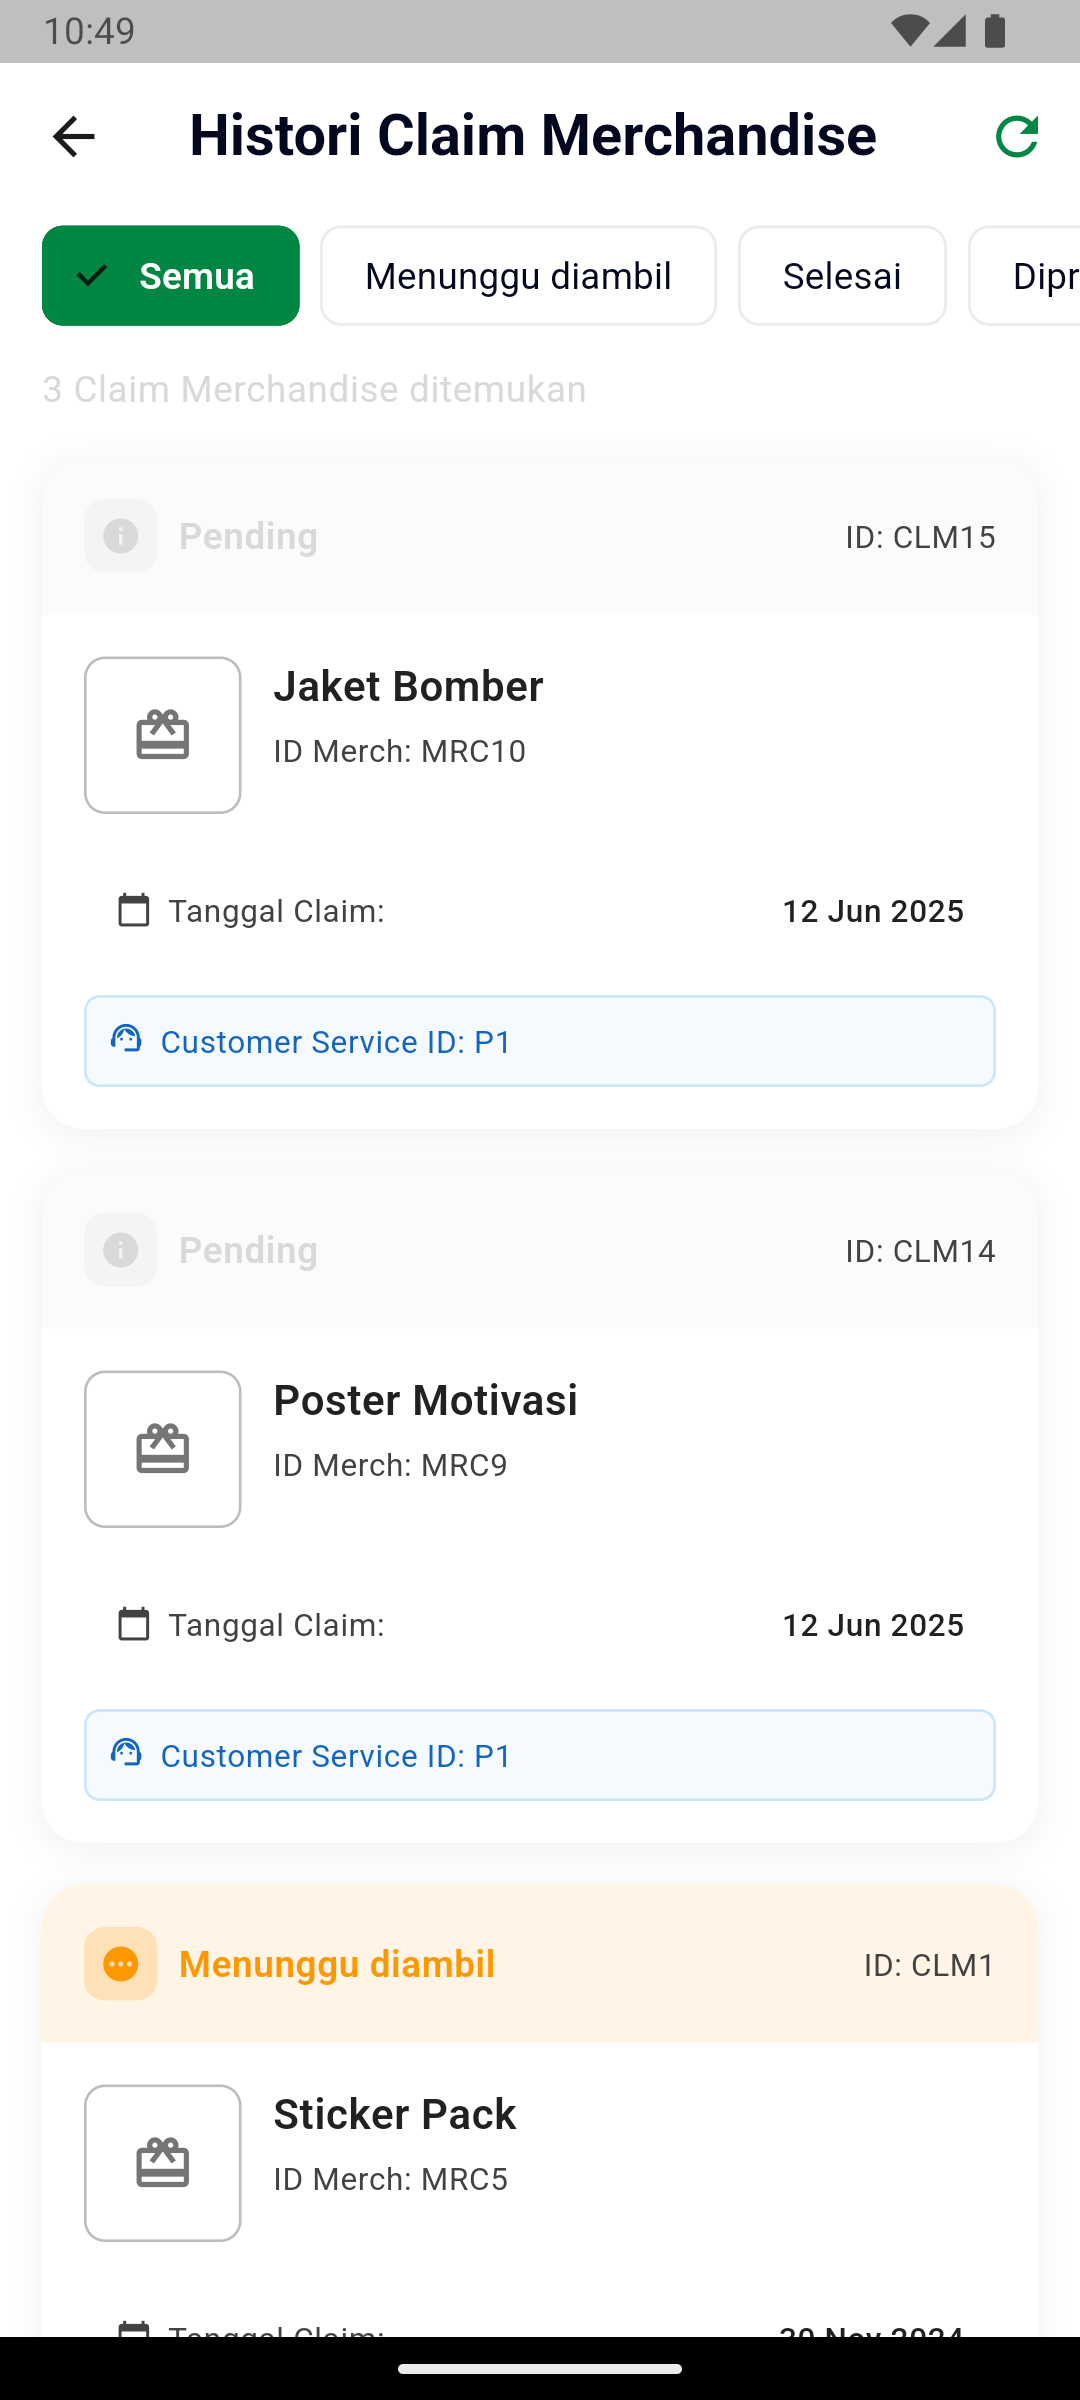 10:49
Histori Claim Merchandise
Semua
Menunggu diambil
Selesai
Dipr
3 Claim Merchandise ditemukan
Pending
ID: CLM15
Jaket Bomber
ID Merch: MRC10
Tanggal Claim:
12 Jun 2025
Customer Service ID: P1
Pending
ID: CLM14
Poster Motivasi
ID Merch: MRC9
Tanggal Claim:
12 Jun 2025
Customer Service ID: P1
Menunggu diambil
ID: CLM1
Sticker Pack
ID Merch: MRC5
Tanggal Claim:
30 Nov 2024